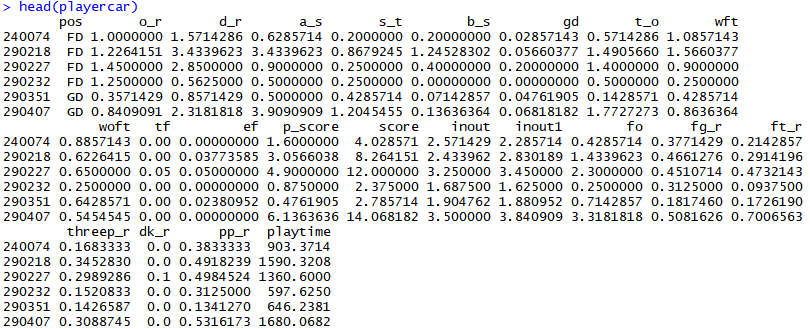 > head(playercar)
pos o_r d_r a_s s_t b_s gd t_o wft
240074 FD 1.0000000 1.5714286 0.6285714 0.2000000 0.20000000 0.02857143 0.5714286 1.0857143
290218 FD 1.2264151 3.4339623 3.4339623 0.8679245 1.24528302 0.05660377 1.4905660 1.5660377
290227 FD 1.4500000 2.8500000 0.9000000 0.2500000 0.40000000 0.20000000 1.4000000 0.9000000
290232 FD 1.2500000 0.5625000 0.5000000 0.2500000 0.00000000 0.00000000 0.5000000 0.2500000
290351 GD 0.3571429 0.8571429 0.5000000 0.4285714 0.07142857 0.04761905 0.1428571 0.4285714
290407 GD 0.8409091 2.3181818 3.9090909 1.2045455 0.13636364 0.06818182 1.7727273 0.8636364
woft tf ef p_score score inout inout1 fo fg_r ft_r
240074 0.8857143 0.00 0.00000000 1.6000000 4.028571 2.571429 2.285714 0.4285714 0.3771429 0.2142857
290218 0.6226415 0.00 0.03773585 3.0566038 8.264151 2.433962 2.830189 1.4339623 0.4661276 0.2914196
290227 0.6500000 0.05 0.05000000 4.9000000 12.000000 3.250000 3.450000 2.3000000 0.4510714 0.4732143
290232 0.2500000 0.00 0.00000000 0.8750000 2.375000 1.687500 1.625000 0.2500000 0.3125000 0.0937500
290351 0.6428571 0.00 0.02380952 0.4761905 2.785714 1.904762 1.880952 0.7142857 0.1817460 0.1726190
290407 0.5454545 0.00 0.00000000 6.1363636 14.068182 3.500000 3.840909 3.3181818 0.5081626 0.7006563
threep_r dk_r pp_r playtime
240074 0.1683333 0.0 0.3833333 903.3714
290218 0.3452830 0.0 0.4918239 1590.3208
290227 0.2989286 0.1 0.4984524 1360.6000
290232 0.1520833 0.0 0.3125000 597.6250
290351 0.1426587 0.0 0.1341270 646.2381
290407 0.3088745 0.0 0.5316173 1680.0682